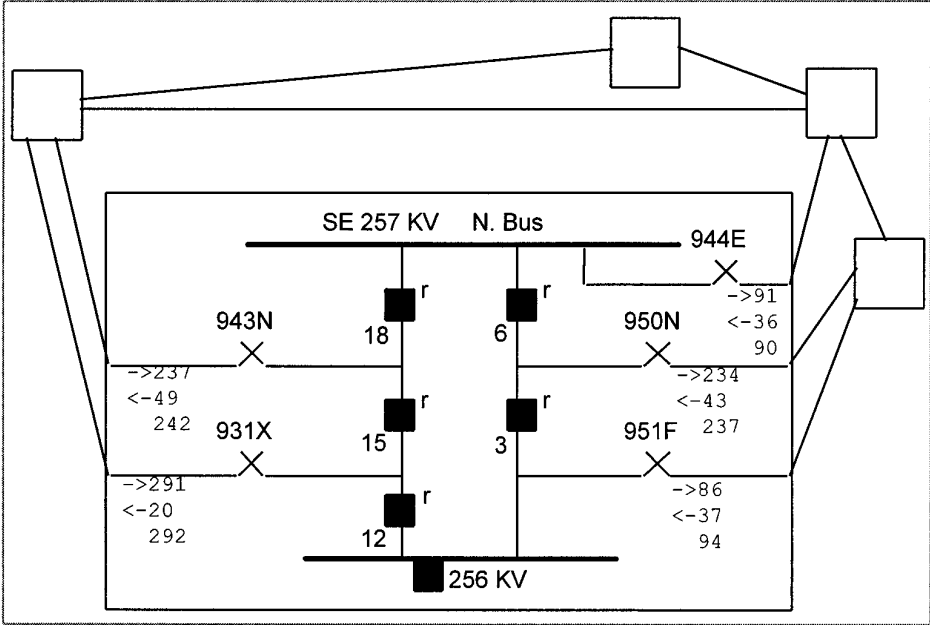 SE 257 KV N. Bus
944E
->91
<-36
90
r
18
r
6
943N
->237
<-49
242
950N
->234
<-43
237
r
15
r
3
931X
->291
<-20
292
951F
->86
<-37
94
r
12
256 KV